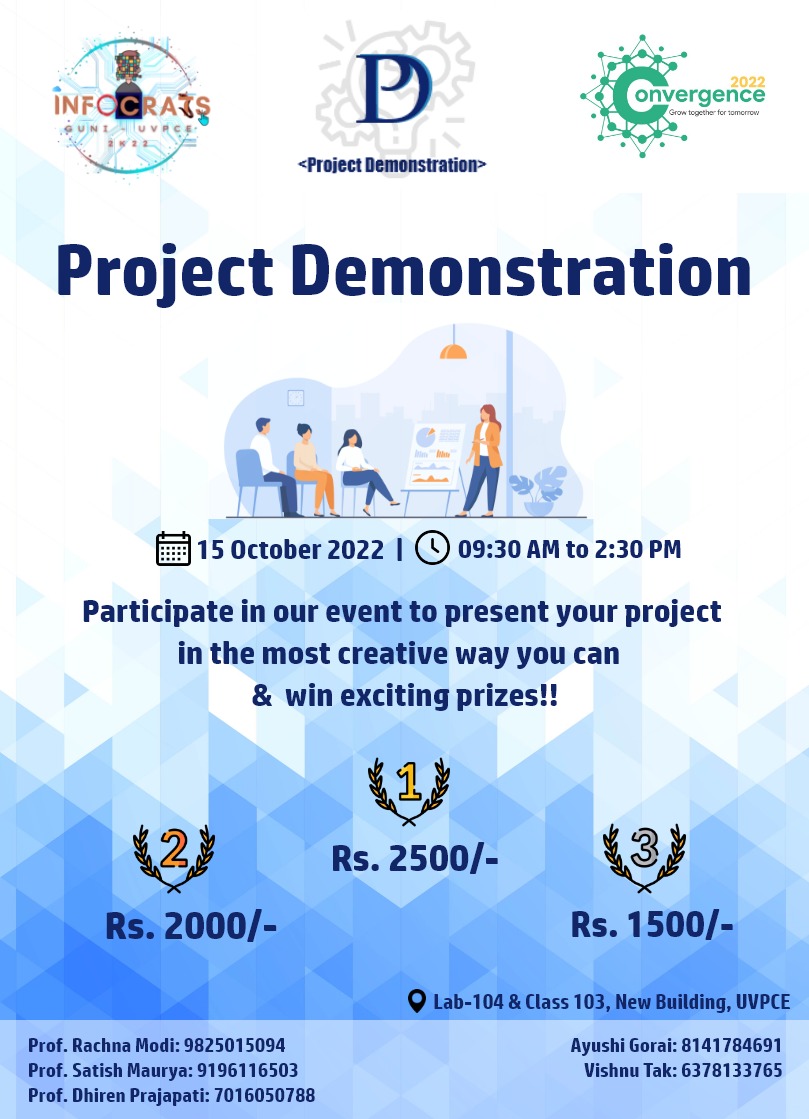 INFOCRATS
GUNI - UVPCE
2K22
PD
<Project Demonstration>
2022
Convergence
Grow together for tomorrow
Project Demonstration
15 October 2022 | 09:30 AM to 2:30 PM
Participate in our event to present your project
in the most creative way you can
& win exciting prizes!!
1
Rs. 2500/-
2
Rs. 2000/-
3
Rs. 1500/-
Lab-104 & Class 103, New Building, UVPCE
Prof. Rachna Modi: 9825015094
Prof. Satish Maurya: 9196116503
Prof. Dhiren Prajapati: 7016050788
Ayushi Gorai: 8141784691
Vishnu Tak: 6378133765